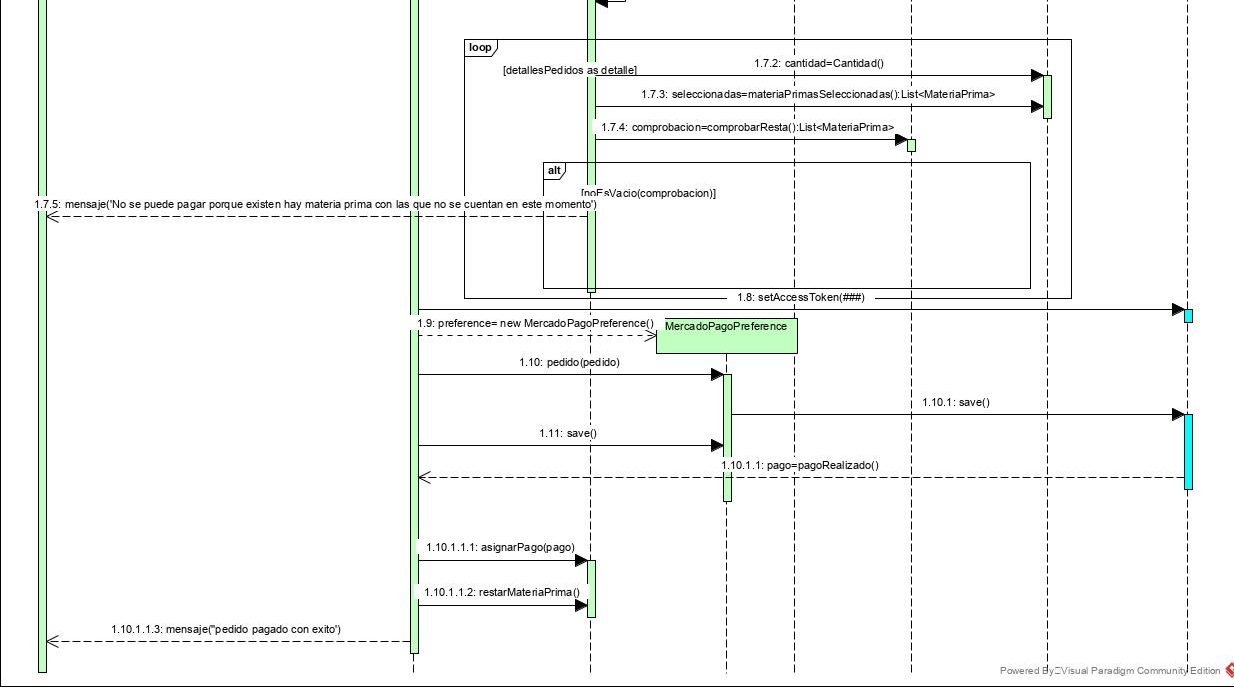 loop
[detallesPedidos as detalle]
1.7.2: cantidad=Cantidad()
1.7.3: seleccionadas=materiaPrimasSeleccionadas():List<MateriaPrima>
1.7.4: comprobacion=comprobarResta():List<MateriaPrima>
alt
[noEsVacio(comprobacion)]
1.7.5: mensaje('No se puede pagar porque existen hay materia prima con las que no se cuentan en este momento')
1.8: setAccessToken(###)
1.9: preference= new MercadoPagoPreference()
MercadoPagoPreference
1.10: pedido(pedido)
1.10.1: save()
1.11: save()
1.10.1.1: pago=pagoRealizado()
1.10.1.1.1: asignarPago(pago)
1.10.1.1.2: restarMateriaPrima()
1.10.1.1.3: mensaje("pedido pagado con exito')
Powered By Visual Paradigm Community Edition